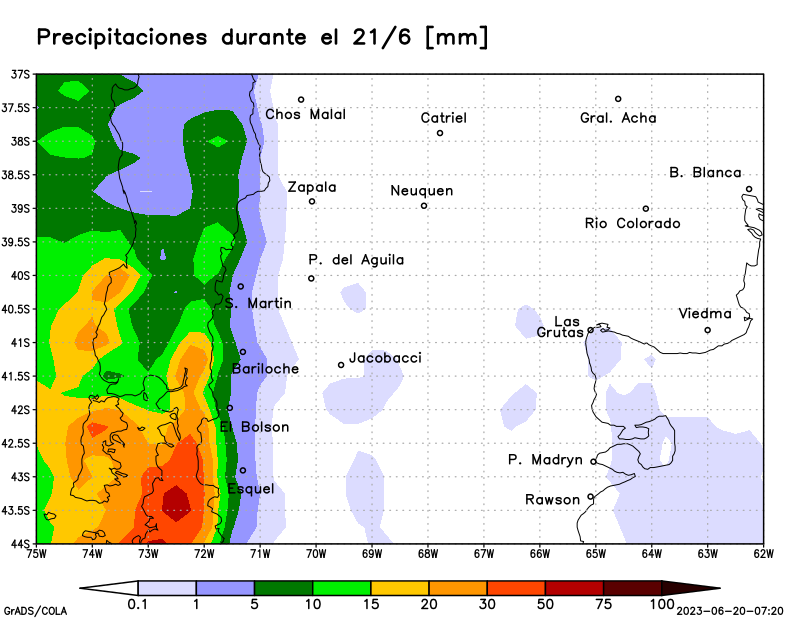 Precipitaciones durante el 21/6 [mm]
37S
37.5S
38S
38.5S
39S
39.5S
40S
40.5S
41S
41.5S
42S
42.5S
43S
43.5S
44S
Chos Malal
Catriel
Gral. Acha
B. Blanca
Zapala
Neuquen
Rio Colorado
P. del Aguila
S. Martin
Viedma
Las
Grutas
Jacobacci
Bariloche
El Bolson
P. Madryn
Esquel
Rawson
75W 74W 73W 72W 71W 70W 69W 68W 67W 66W 65W 64W 63W 62W
0.1 1 5 10 15 20 30 50 75 100
GrADS/COLA
2023-06-20-07:20